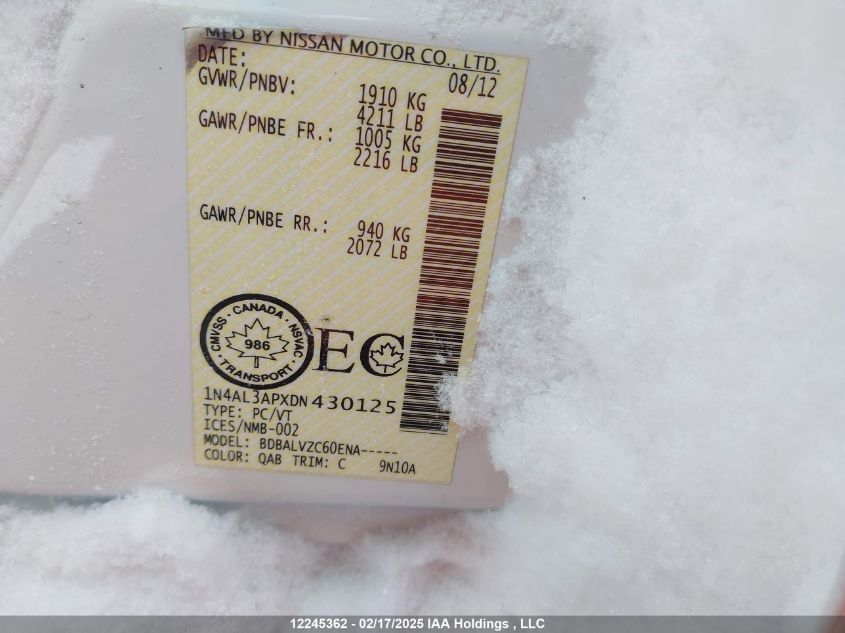 MFD BY NISSAN MOTOR CO., LTD.
DATE: 08/12
GVWR/PNBV: 1910 KG
4211 LB
GAWR/PNBE FR.: 1005 KG
2216 LB
GAWR/PNBE RR.: 940 KG
2072 LB
CMVSS · CANADA · NSVAC · TRANSPORT ·
986
EC
1N4AL3APXDN430125
TYPE: PC/VT
ICES/NMB-002
MODEL: BDBALVZC60ENA-----
COLOR: QAB TRIM: C 9N10A
12245362 - 02/17/2025 IAA Holdings , LLC